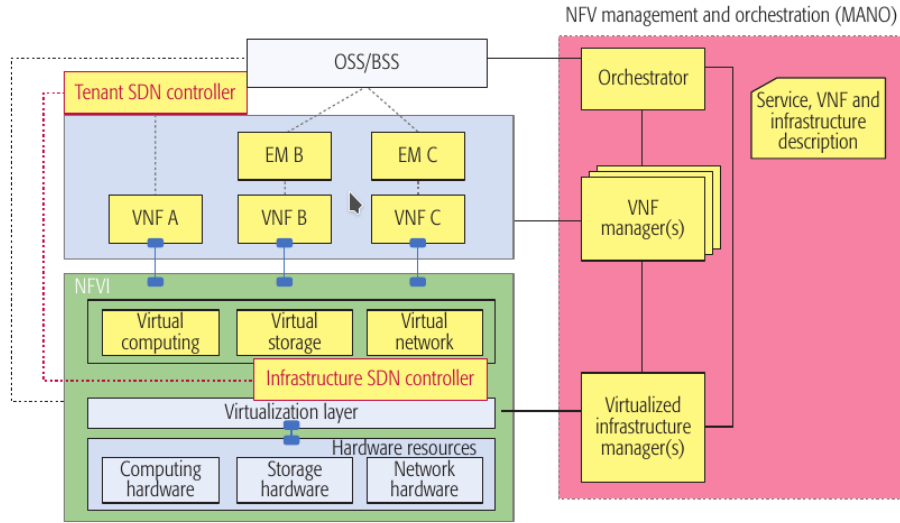 NFV management and orchestration (MANO)
OSS/BSS
Orchestrator
Tenant SDN controller
Service, VNF and
infrastructure
description
EM B
EM C
VNF A
VNF B
VNF C
VNF
manager(s)
NFVI
Virtual
computing
Virtual
storage
Virtual
network
Infrastructure SDN controller
Virtualization layer
Virtualized
infrastructure
manager(s)
Hardware resources
Computing
hardware
Storage
hardware
Network
hardware